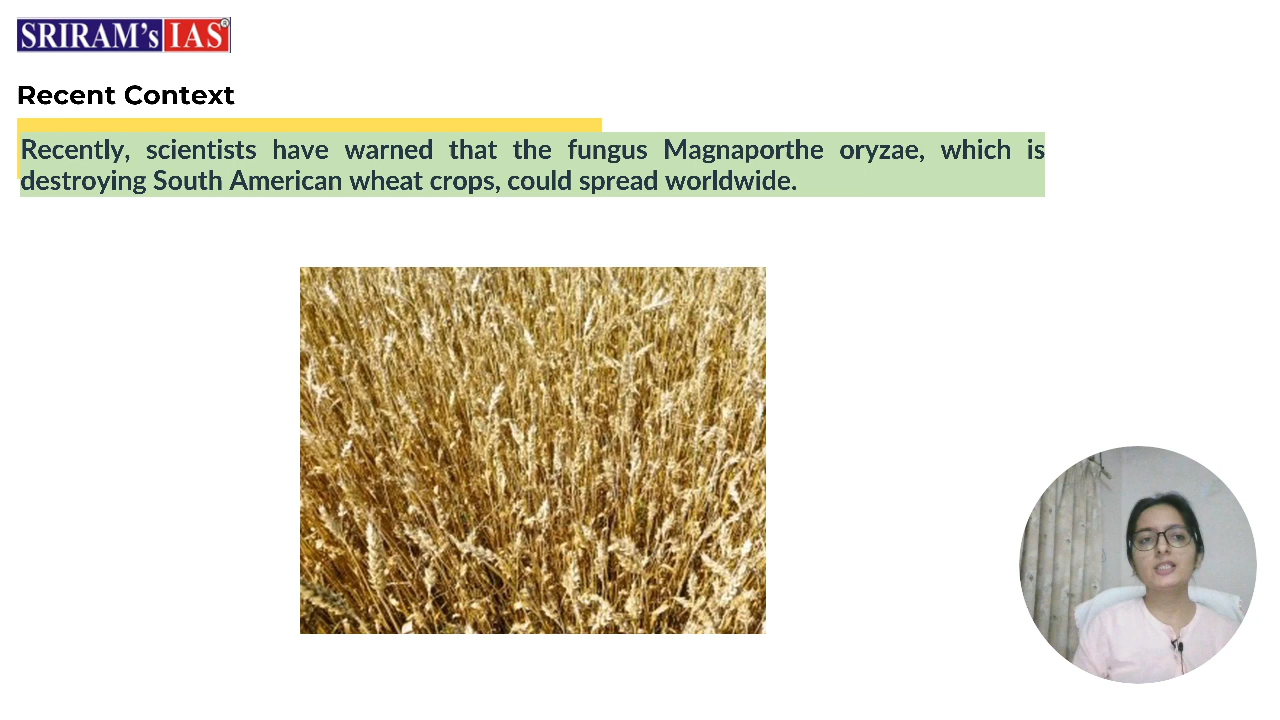 SRIRAM's IAS®
Recent Context
Recently, scientists have warned that the fungus Magnaporthe oryzae, which is
destroying South American wheat crops, could spread worldwide.